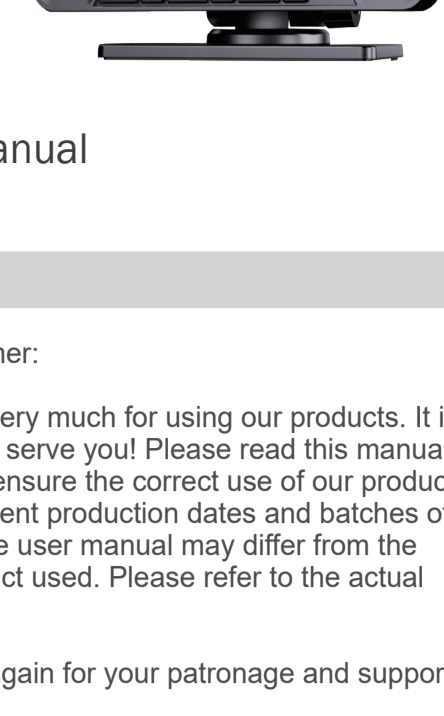 anual
ner:
ery much for using our products. It i
serve you! Please read this manua
ensure the correct use of our produc
ent production dates and batches of
e user manual may differ from the
ct used. Please refer to the actual
gain for your patronage and suppor